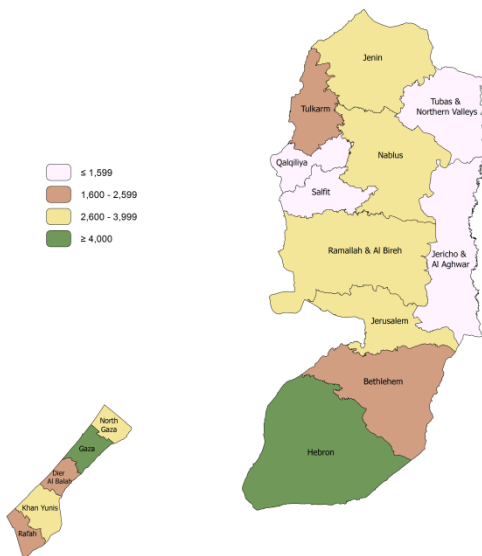 Jenin
Tulkarm
Tubas &
Northern Valleys
Qalqiliya
Nablus
≤ 1,599
1,600 - 2,599
2,600 - 3,999
≥ 4,000
Salfit
Ramallah & Al Bireh
Jericho &
Al Aghwar
Jerusalem
Bethlehem
Hebron
North
Gaza
Gaza
Dier
Al Balah
Khan Yunis
Rafah